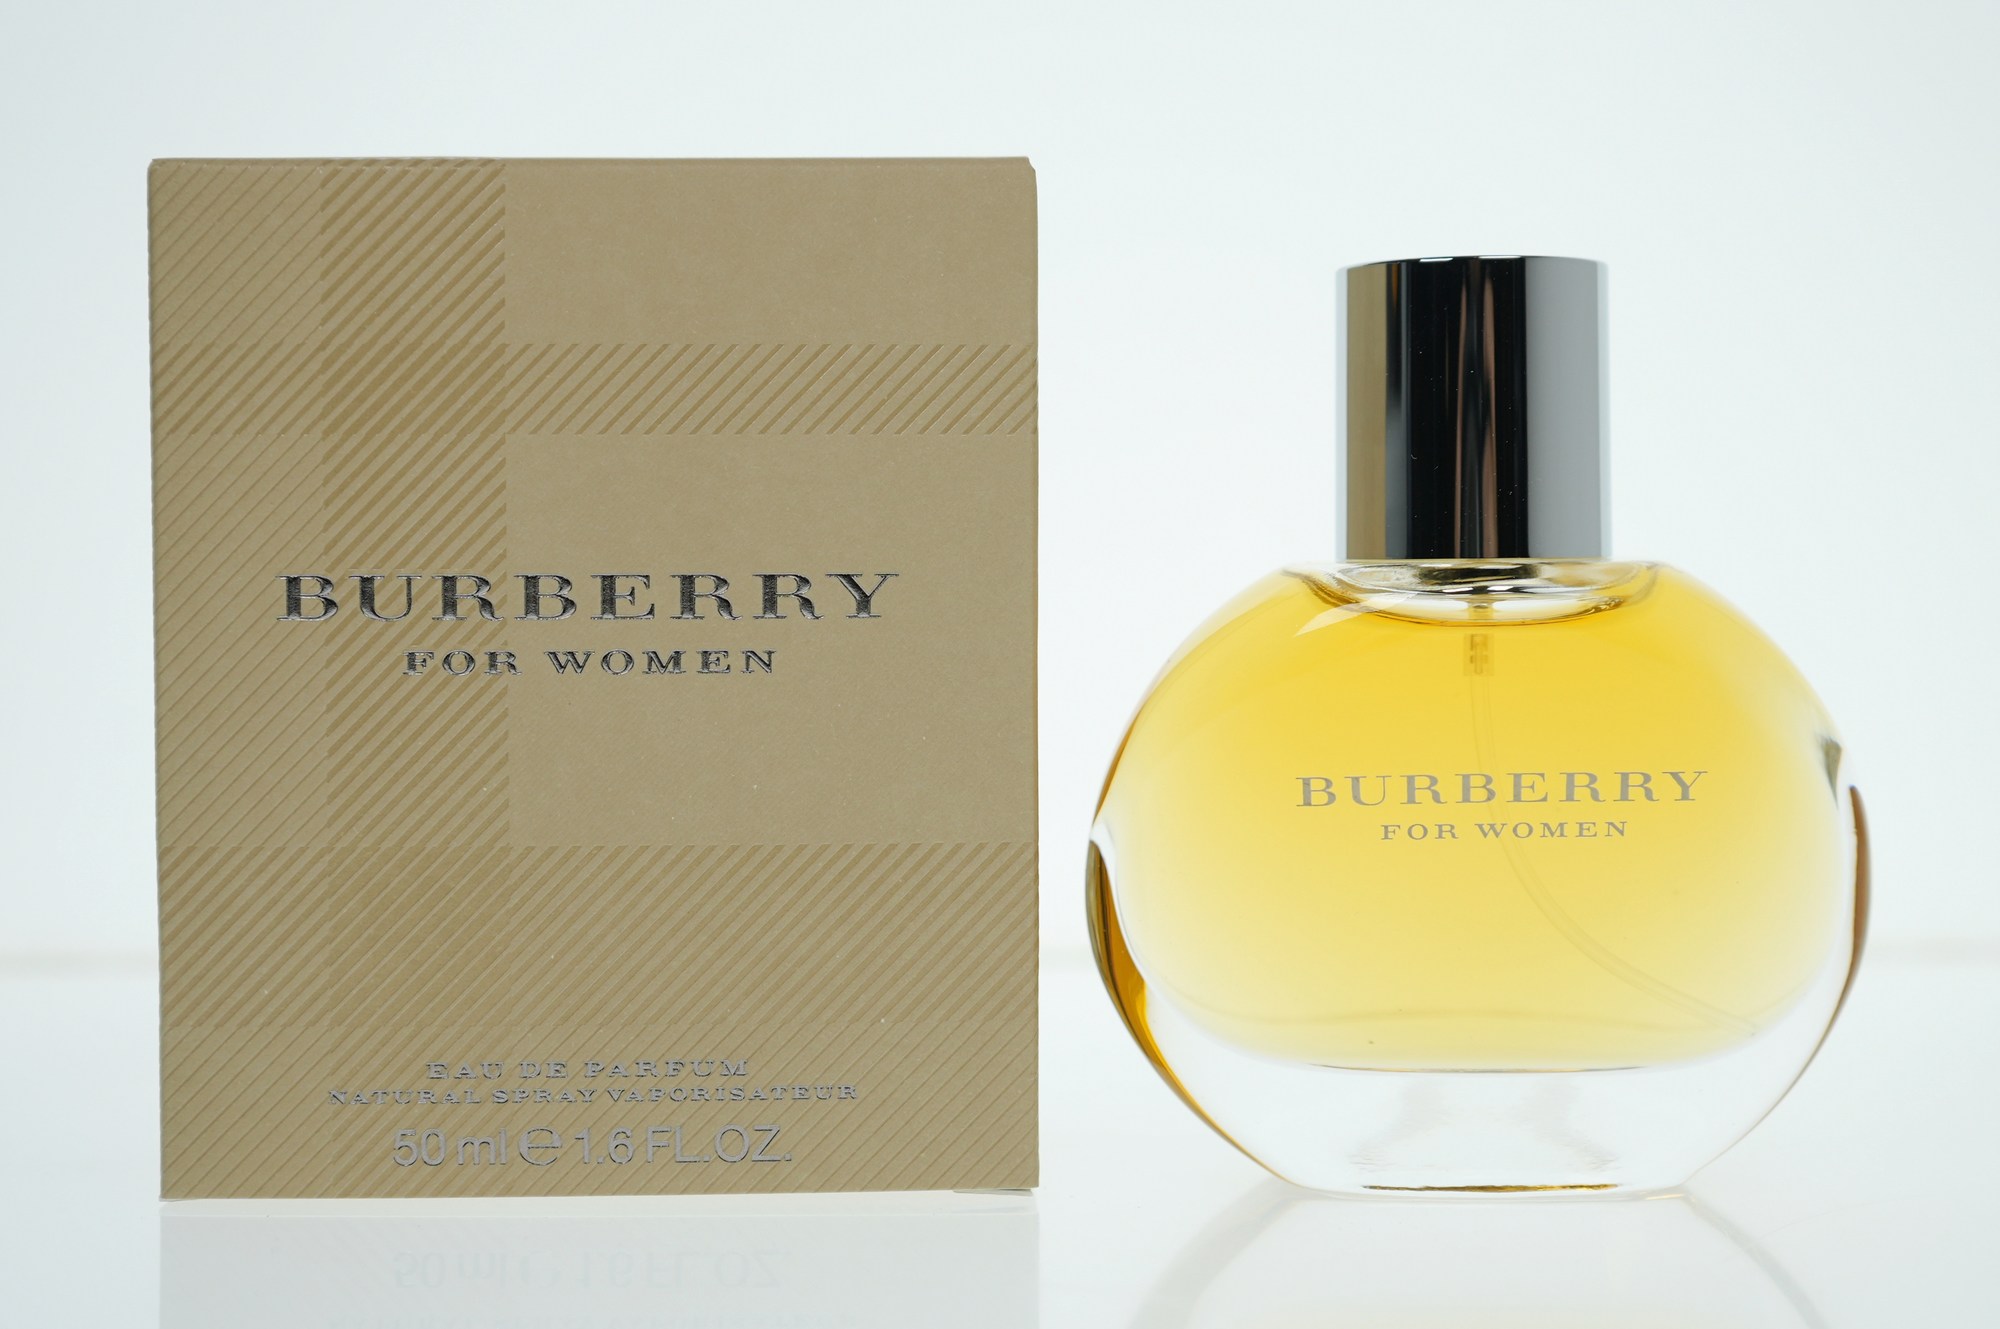 BURBERRY
FOR WOMEN
EAU DE PARFUM
NATURAL SPRAY VAPORISATEUR
50 ml ℮ 1.6 FL.OZ.
BURBERRY
FOR WOMEN